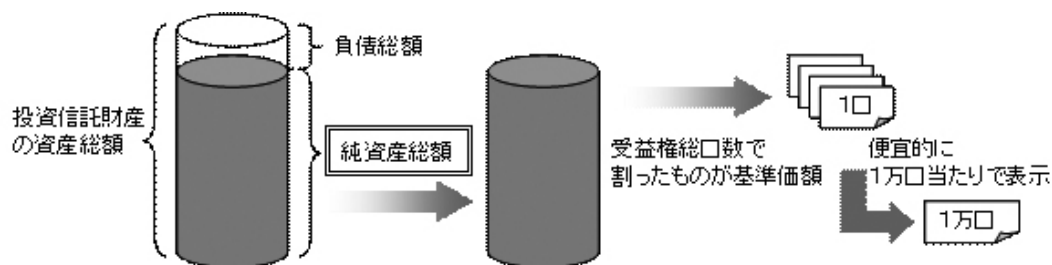 負債総額
投資信託財産
の資産総額
純資産総額
受益権総口数で
割ったものが基準価額
1口
便宜的に
1万口当たりで表示
1万口